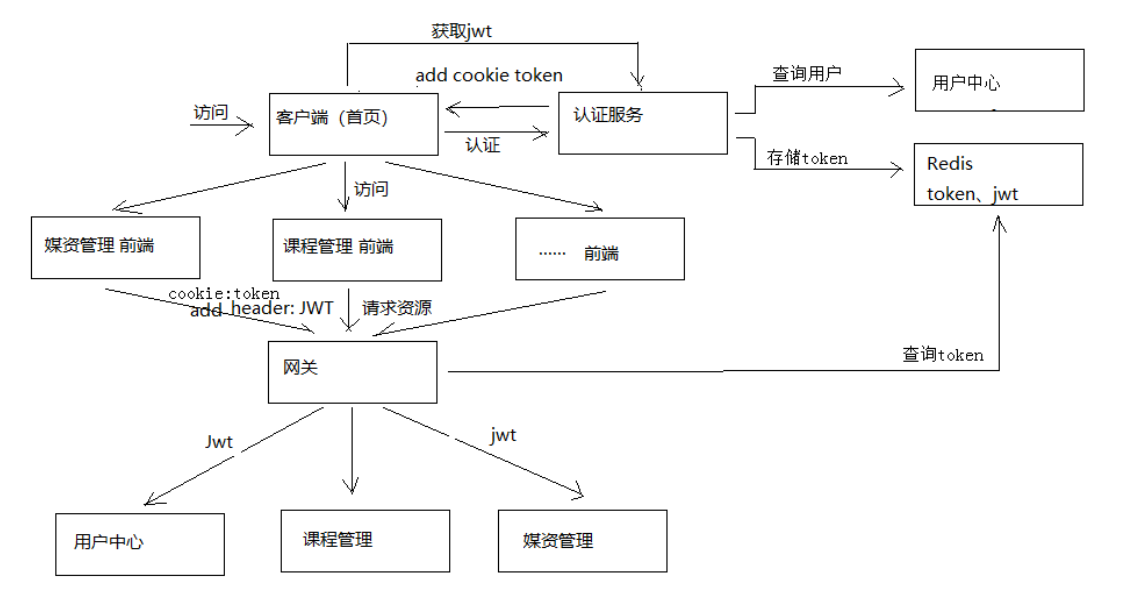 获取jwt
add cookie token
查询用户
用户中心
访问
客户端（首页）
认证服务
认证
存储token
Redis
token、jwt
访问
媒资管理 前端
课程管理 前端
······ 前端
cookie:token
add header: JWT
请求资源
网关
查询token
Jwt
jwt
用户中心
课程管理
媒资管理